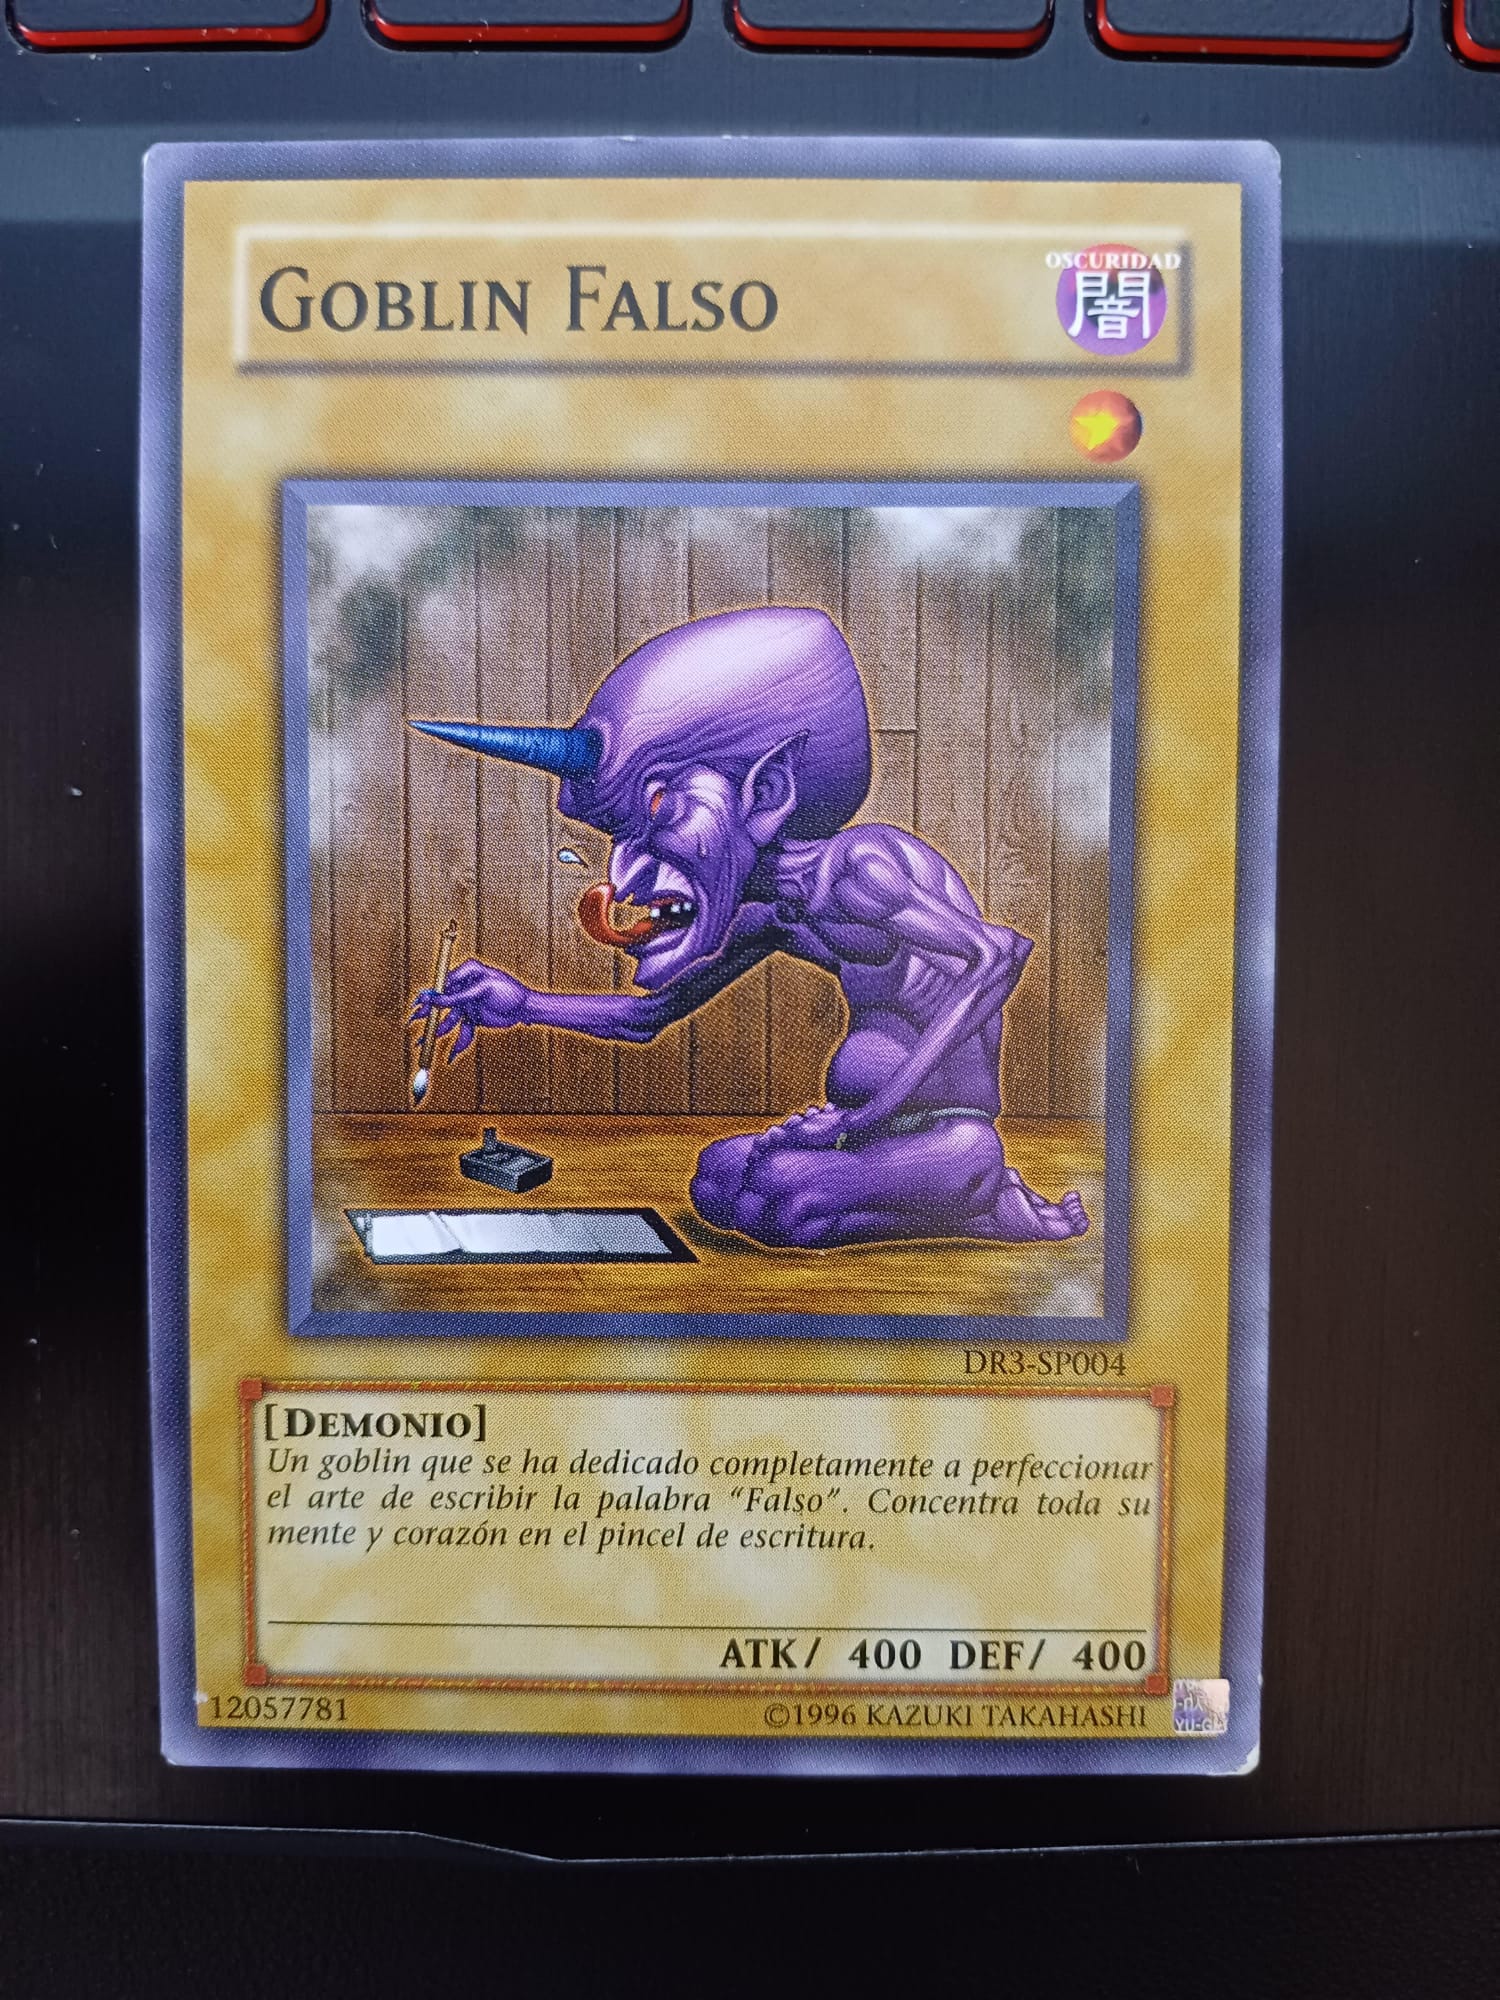 GOBLIN FALSO
OSCURIDAD
闇
DR3-SP004
[DEMONIO]
Un goblin que se ha dedicado completamente a perfeccionar
el arte de escribir la palabra “Falso”. Concentra toda su
mente y corazón en el pincel de escritura.
ATK/ 400 DEF/ 400
12057781
©1996 KAZUKI TAKAHASHI